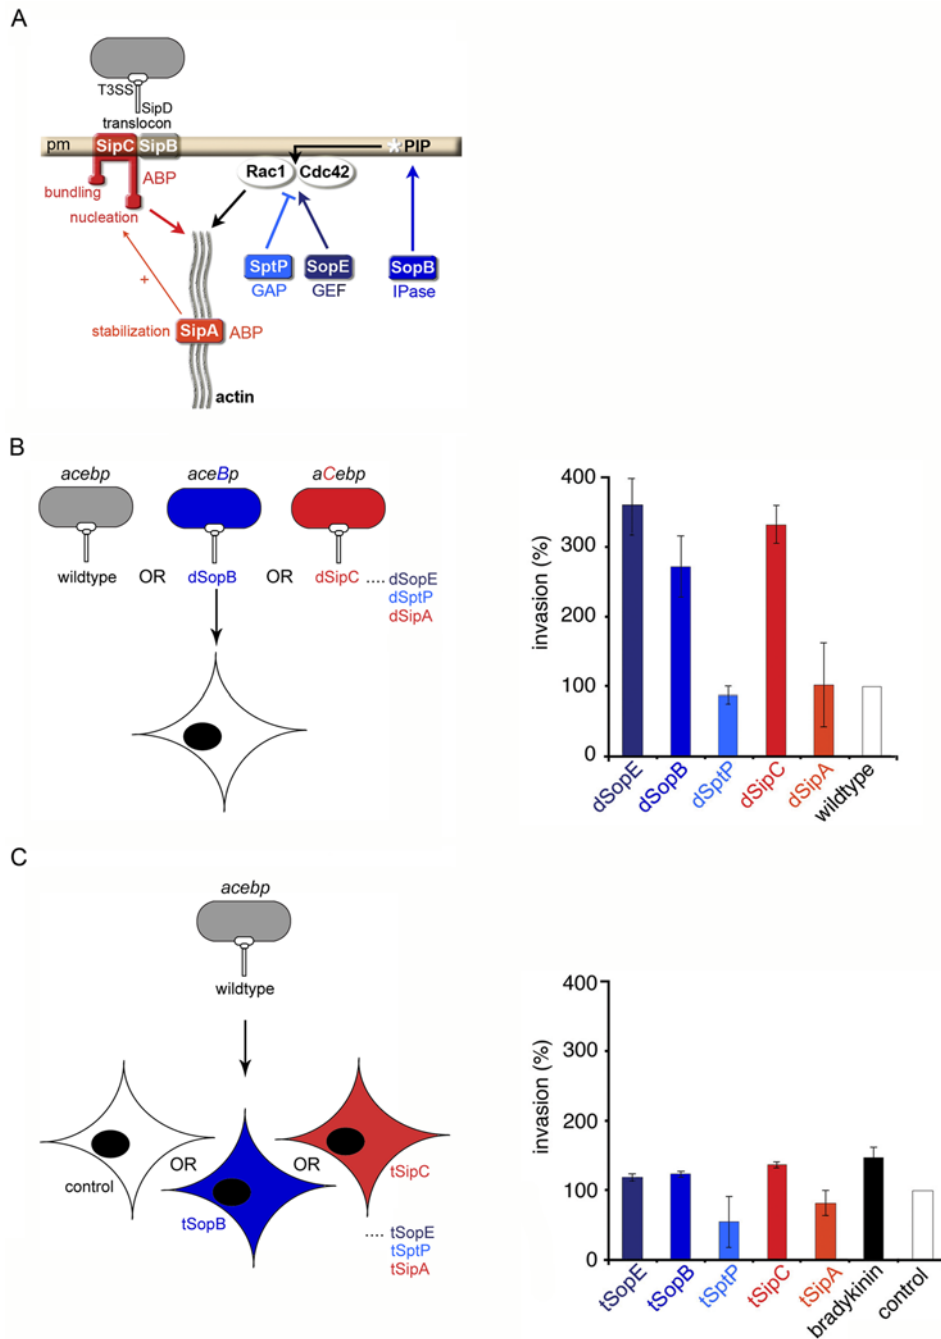 A
T3SS
SipD
translocon
pm SipC SipB PIP
ABP
bundling
nucleation
Rac1 Cdc42
SptP SopE SopB
GAP GEF IPase
+
stabilization SipA ABP
actin
B
acebp aceBp aCebp
wildtype OR dSopB OR dSipC .... dSopE
dSptP
dSipA
invasion (%)
400
300
200
100
0
dSopE dSopB dSptP dSipC dSipA wildtype
C
acebp
wildtype
control OR tSopB OR tSipC
.... tSopE
tSptP
tSipA
invasion (%)
400
300
200
100
0
tSopE tSopB tSptP tSipC tSipA bradykinin control